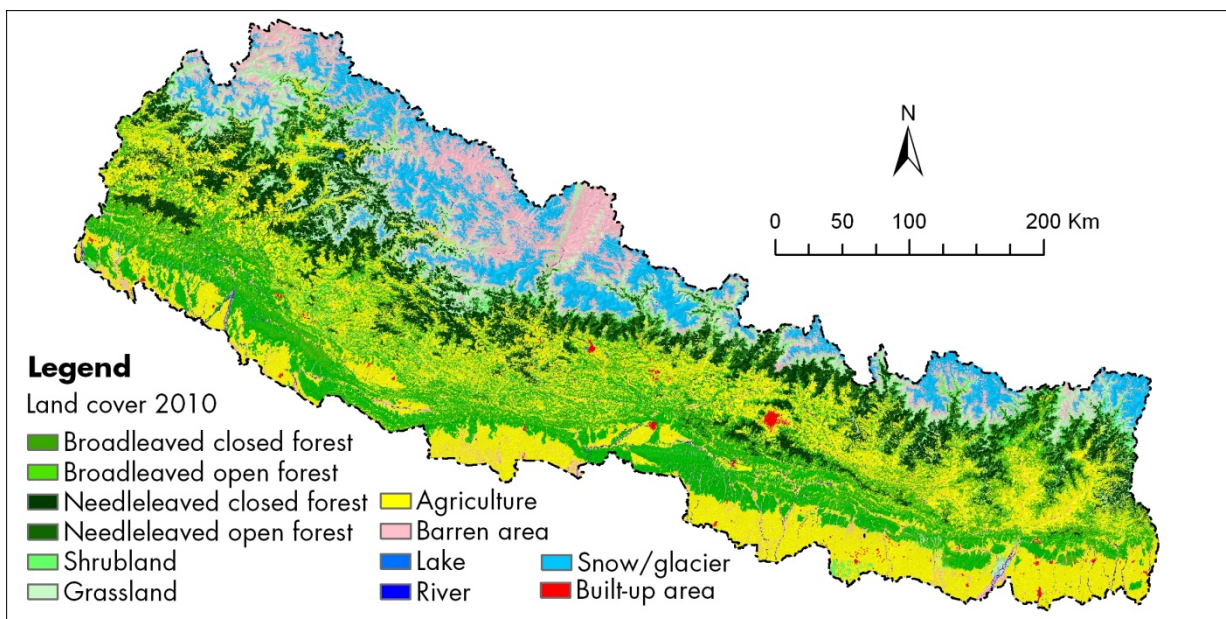 N
0 50 100 200 Km
Legend
Land cover 2010
Broadleaved closed forest
Broadleaved open forest
Needleleaved closed forest
Needleleaved open forest
Shrubland
Grassland
Agriculture
Barren area
Lake
River
Snow/glacier
Built-up area